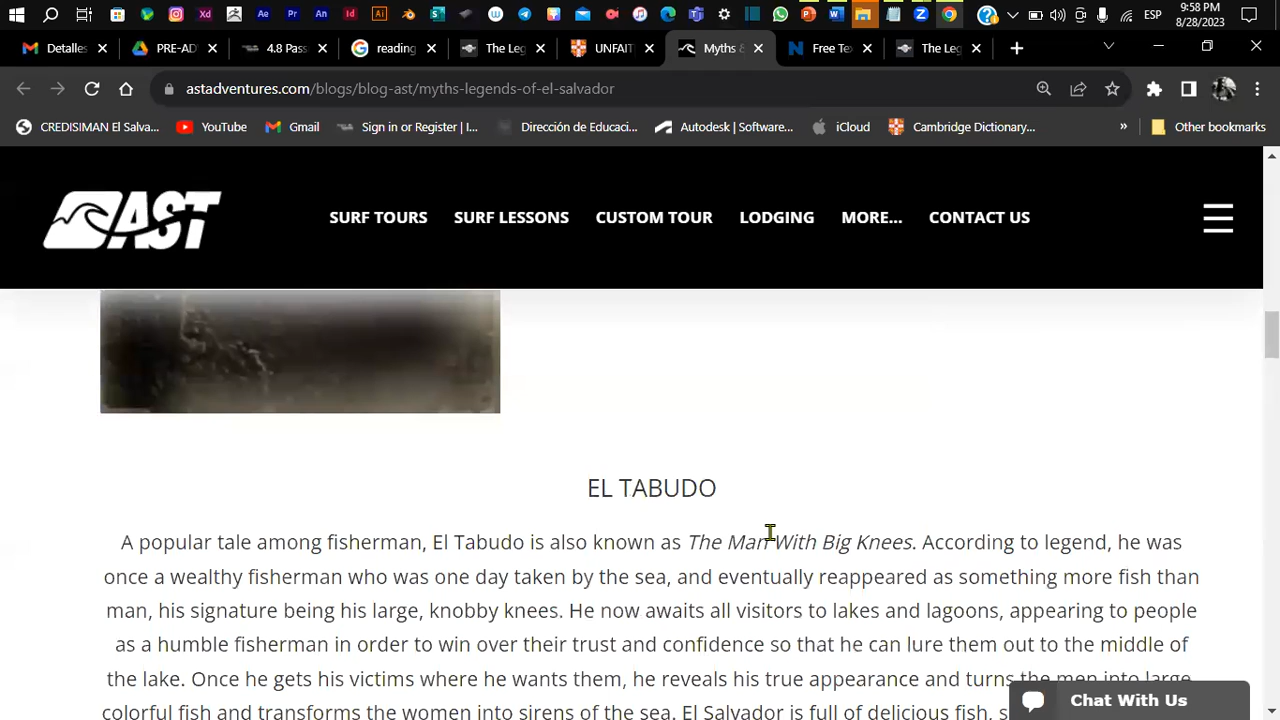 9:58 PM
ESP
8/28/2023
Detalles
PRE-AD
4.8 Pass
reading
The Leg
UNFAIT
Myths &
Free Tex
The Leg
astadventures.com/blogs/blog-ast/myths-legends-of-el-salvador
CREDISIMAN El Salva...
YouTube
Gmail
Sign in or Register | I...
Dirección de Educaci...
Autodesk | Software...
iCloud
Cambridge Dictionary...
Other bookmarks
AST
SURF TOURS
SURF LESSONS
CUSTOM TOUR
LODGING
MORE...
CONTACT US
EL TABUDO
A popular tale among fisherman, El Tabudo is also known as The Man With Big Knees. According to legend, he was
once a wealthy fisherman who was one day taken by the sea, and eventually reappeared as something more fish than
man, his signature being his large, knobby knees. He now awaits all visitors to lakes and lagoons, appearing to people
as a humble fisherman in order to win over their trust and confidence so that he can lure them out to the middle of
the lake. Once he gets his victims where he wants them, he reveals his true appearance and turns the men into large
colorful fish and transforms the women into sirens of the sea. El Salvador is full of delicious fish, s
Chat With Us